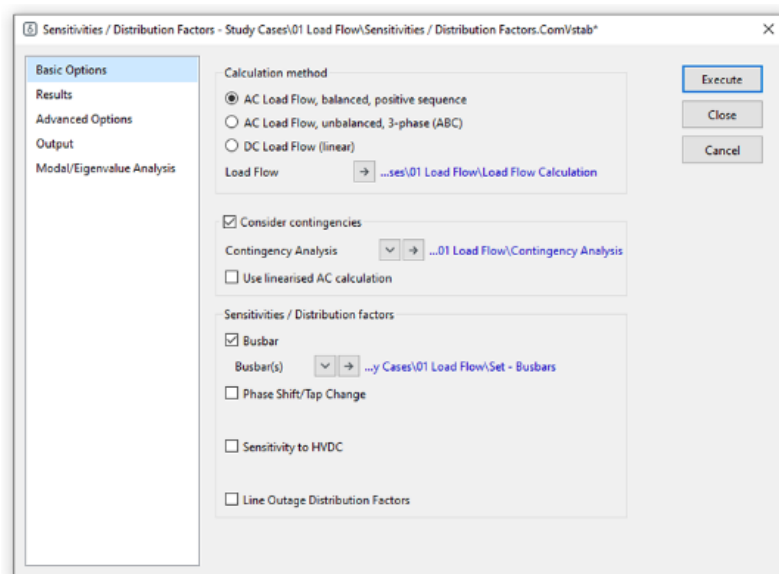 Sensitivities / Distribution Factors - Study Cases\01 Load Flow\Sensitivities / Distribution Factors.ComVstab*
Basic Options
Results
Advanced Options
Output
Modal/Eigenvalue Analysis
Calculation method
AC Load Flow, balanced, positive sequence
AC Load Flow, unbalanced, 3-phase (ABC)
DC Load Flow (linear)
Load Flow ...ses\01 Load Flow\Load Flow Calculation
Consider contingencies
Contingency Analysis ...01 Load Flow\Contingency Analysis
Use linearised AC calculation
Sensitivities / Distribution factors
Busbar
Busbar(s) ...y Cases\01 Load Flow\Set - Busbars
Phase Shift/Tap Change
Sensitivity to HVDC
Line Outage Distribution Factors
Execute
Close
Cancel